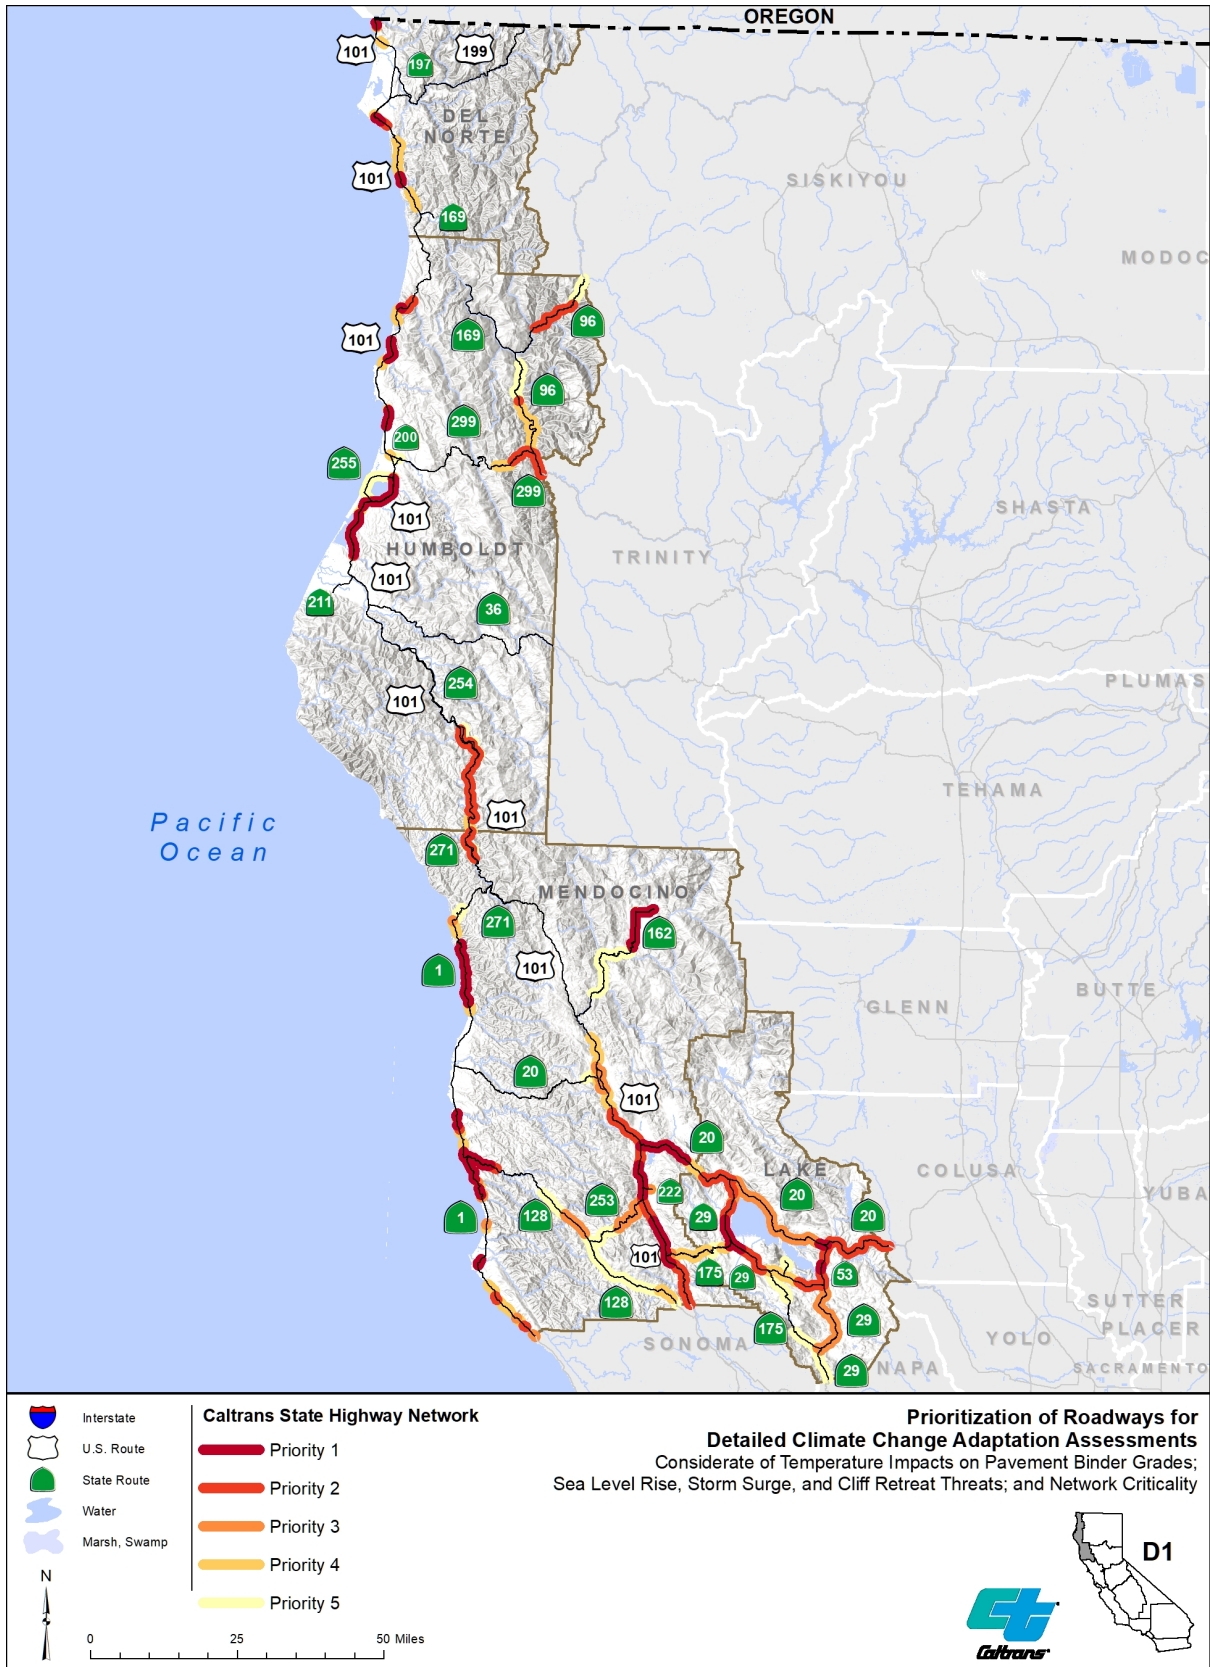 OREGON
101
199
197
DEL
NORTE
SISKIYOU
101
169
MODOC
96
169
101
96
299
200
255
299
SHASTA
101
HUMBOLDT
TRINITY
101
211
36
254
PLUMAS
101
TEHAMA
101
Pacific
Ocean
271
MENDOCINO
271
162
101
1
BUTTE
GLENN
20
101
20
LAKE
COLUSA
222
20
YUBA
253
128
29
20
1
101
175
29
53
128
SUTTER
29
175
PLACER
YOLO
SONOMA
NAPA
29
SACRAMENTO
Interstate
U.S. Route
State Route
Water
Marsh, Swamp
N
0 25 50 Miles
Caltrans State Highway Network
Priority 1
Priority 2
Priority 3
Priority 4
Priority 5
Prioritization of Roadways for
Detailed Climate Change Adaptation Assessments
Considerate of Temperature Impacts on Pavement Binder Grades;
Sea Level Rise, Storm Surge, and Cliff Retreat Threats; and Network Criticality
D1
ct
Caltrans